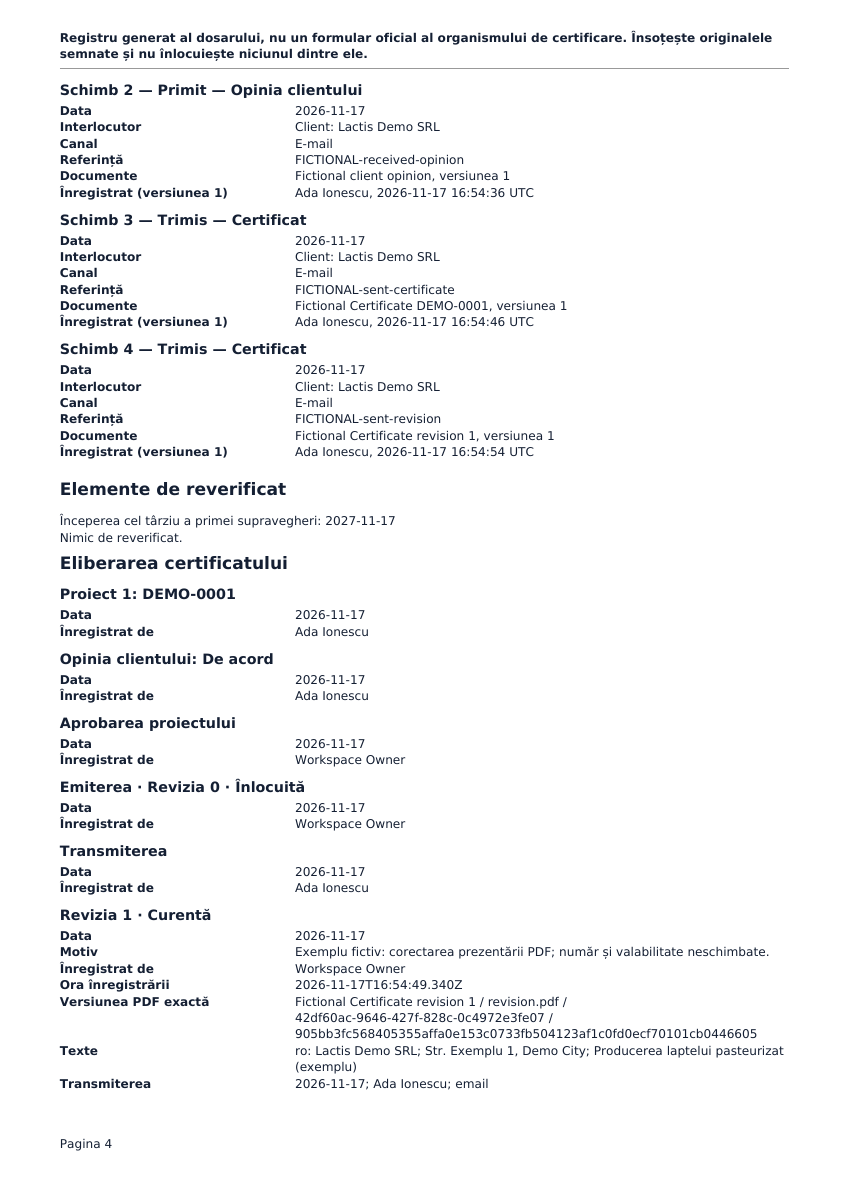 Registru generat al dosarului, nu un formular oficial al organismului de certificare. Însoțește originalele
semnate și nu înlocuiește niciunul dintre ele.
Schimb 2 — Primit — Opinia clientului
Data 2026-11-17
Interlocutor Client: Lactis Demo SRL
Canal E-mail
Referință FICTIONAL-received-opinion
Documente Fictional client opinion, versiunea 1
Înregistrat (versiunea 1) Ada Ionescu, 2026-11-17 16:54:36 UTC
Schimb 3 — Trimis — Certificat
Data 2026-11-17
Interlocutor Client: Lactis Demo SRL
Canal E-mail
Referință FICTIONAL-sent-certificate
Documente Fictional Certificate DEMO-0001, versiunea 1
Înregistrat (versiunea 1) Ada Ionescu, 2026-11-17 16:54:46 UTC
Schimb 4 — Trimis — Certificat
Data 2026-11-17
Interlocutor Client: Lactis Demo SRL
Canal E-mail
Referință FICTIONAL-sent-revision
Documente Fictional Certificate revision 1, versiunea 1
Înregistrat (versiunea 1) Ada Ionescu, 2026-11-17 16:54:54 UTC
Elemente de reverificat
Începerea cel târziu a primei supravegheri: 2027-11-17
Nimic de reverificat.
Eliberarea certificatului
Proiect 1: DEMO-0001
Data 2026-11-17
Înregistrat de Ada Ionescu
Opinia clientului: De acord
Data 2026-11-17
Înregistrat de Ada Ionescu
Aprobarea proiectului
Data 2026-11-17
Înregistrat de Workspace Owner
Emiterea · Revizia 0 · Înlocuită
Data 2026-11-17
Înregistrat de Workspace Owner
Transmiterea
Data 2026-11-17
Înregistrat de Ada Ionescu
Revizia 1 · Curentă
Data 2026-11-17
Motiv Exemplu fictiv: corectarea prezentării PDF; număr și valabilitate neschimbate.
Înregistrat de Workspace Owner
Ora înregistrării 2026-11-17T16:54:49.340Z
Versiunea PDF exactă Fictional Certificate revision 1 / revision.pdf /
42df60ac-9646-427f-828c-0c4972e3fe07 /
905bb3fc568405355affa0e153c0733fb504123af1c0fd0ecf70101cb0446605
Texte ro: Lactis Demo SRL; Str. Exemplu 1, Demo City; Producerea laptelui pasteurizat
(exemplu)
Transmiterea 2026-11-17; Ada Ionescu; email
Pagina 4